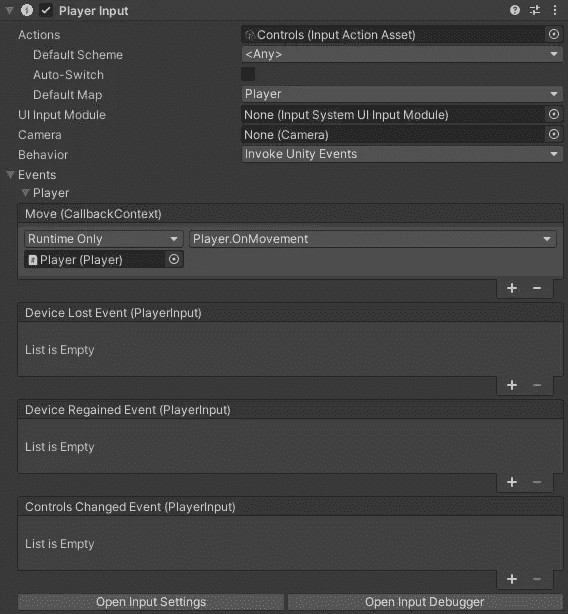 Player Input
Actions Controls (Input Action Asset)
Default Scheme <Any>
Auto-Switch
Default Map Player
UI Input Module None (Input System UI Input Module)
Camera None (Camera)
Behavior Invoke Unity Events
Events
Player
Move (CallbackContext)
Runtime Only Player.OnMovement
Player (Player)
+ −
Device Lost Event (PlayerInput)
List is Empty
+ −
Device Regained Event (PlayerInput)
List is Empty
+ −
Controls Changed Event (PlayerInput)
List is Empty
+ −
Open Input Settings Open Input Debugger